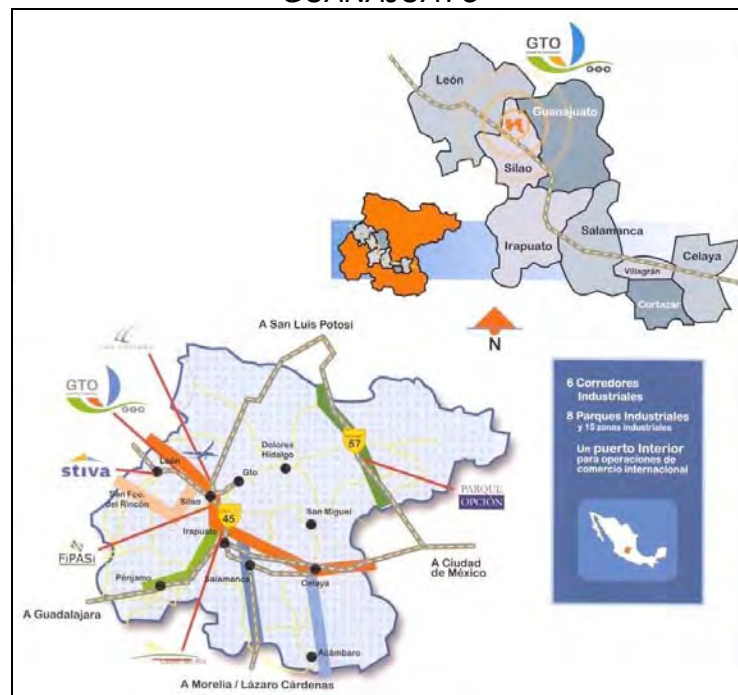 GTO
León
Guanajuato
Silao
Irapuato
Salamanca
Celaya
Villagrán
Cortazar
N
A San Luis Potosí
GTO
stiva
León
San Fco.
del Rincón
Silao
Gto
Dolores
Hidalgo
57
San Miguel
45
Irapuato
FiPASi
Pénjamo
Salamanca
Celaya
PARQUE
OPCIÓN
A Ciudad
de México
A Guadalajara
Acámbaro
A Morelia / Lázaro Cárdenas
6 Corredores
Industriales
8 Parques Industriales
y 15 zonas industriales
Un puerto Interior
para operaciones de
comercio internacional